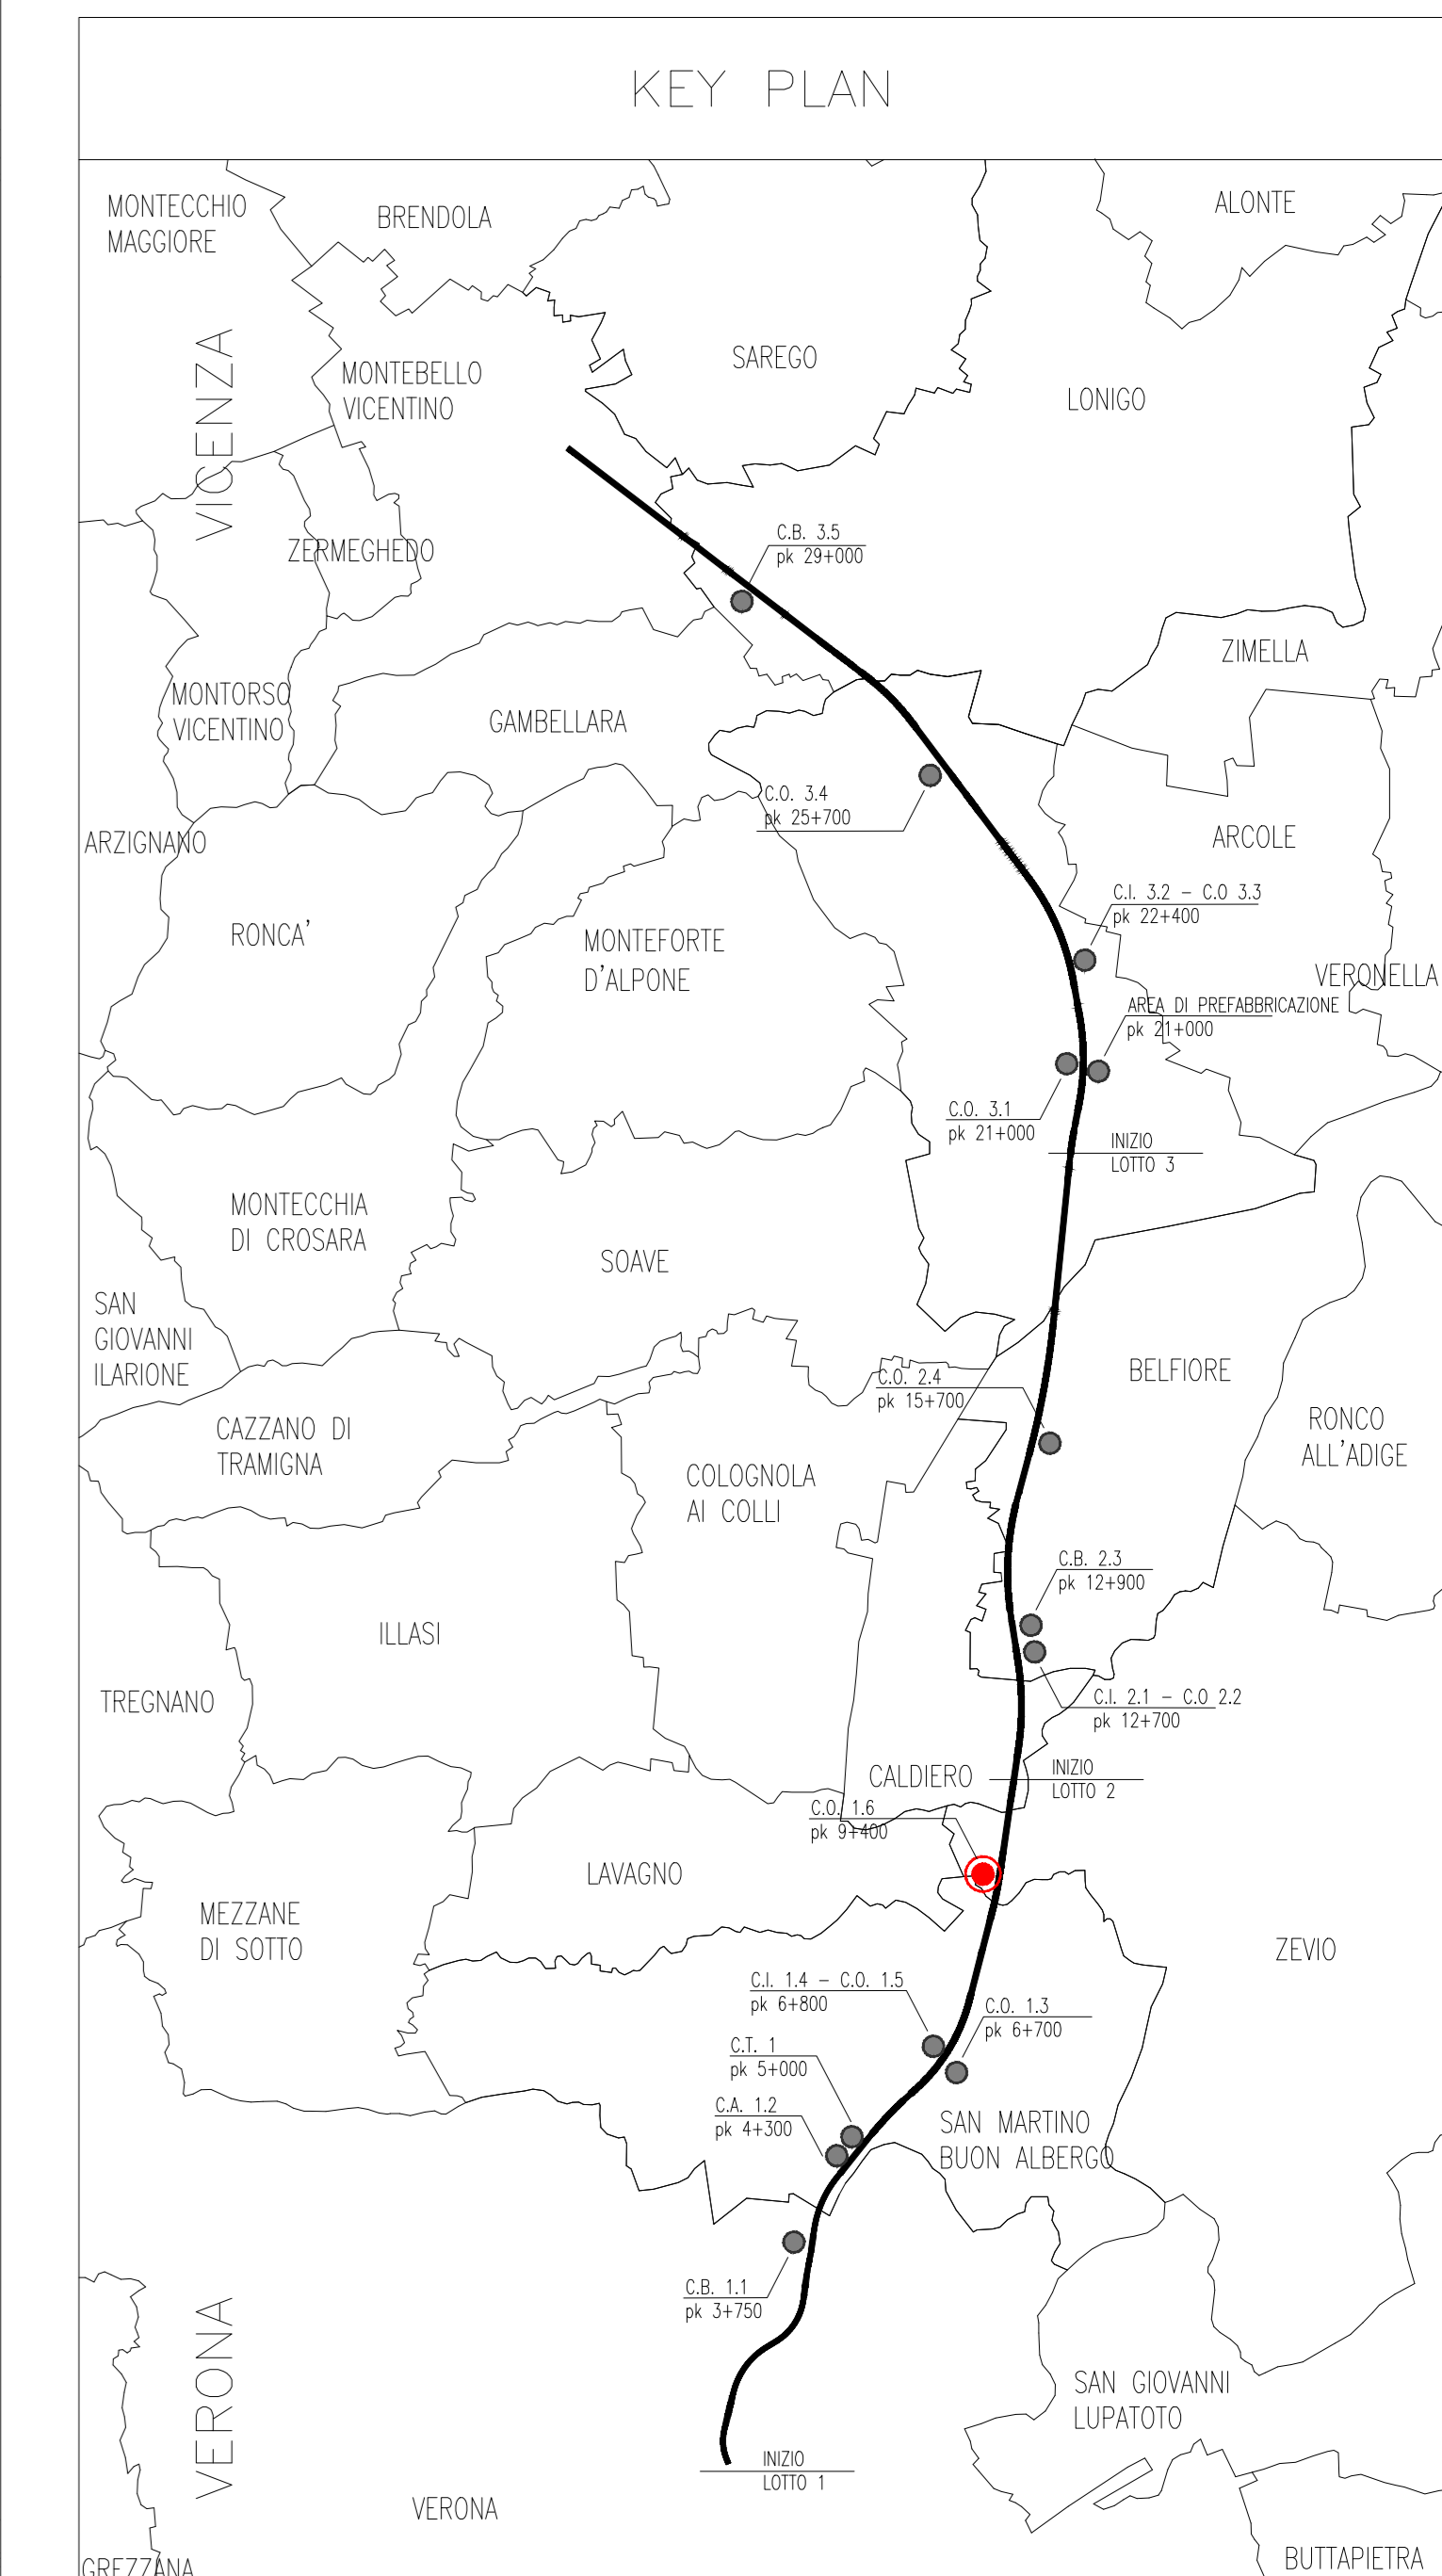 KEY PLAN
MONTECCHIO
MAGGIORE
BRENDOLA
ALONTE
VICENZA
SAREGO
MONTEBELLO
VICENTINO
LONIGO
C.B. 3.5
pk 29+000
ZERMEGHEDO
ZIMELLA
MONTORSO
VICENTINO
GAMBELLARA
C.O. 3.4
pk 25+700
ARZIGNANO
ARCOLE
C.I. 3.2 - C.O 3.3
pk 22+400
RONCA'
MONTEFORTE
D'ALPONE
VERONELLA
AREA DI PREFABBRICAZIONE
pk 21+000
C.O. 3.1
pk 21+000
INIZIO
LOTTO 3
MONTECCHIA
DI CROSARA
SOAVE
SAN
GIOVANNI
ILARIONE
BELFIORE
C.O. 2.4
pk 15+700
RONCO
ALL'ADIGE
CAZZANO DI
TRAMIGNA
COLOGNOLA
AI COLLI
C.B. 2.3
pk 12+900
ILLASI
TREGNANO
C.I. 2.1 - C.O 2.2
pk 12+700
CALDIERO
INIZIO
LOTTO 2
C.O. 1.6
pk 9+400
LAVAGNO
MEZZANE
DI SOTTO
ZEVIO
C.I. 1.4 - C.O. 1.5
pk 6+800
C.O. 1.3
pk 6+700
C.T. 1
pk 5+000
C.A. 1.2
pk 4+300
SAN MARTINO
BUON ALBERGO
C.B. 1.1
pk 3+750
VERONA
SAN GIOVANNI
LUPATOTO
INIZIO
LOTTO 1
VERONA
BUTTAPIETRA
GREZZANA